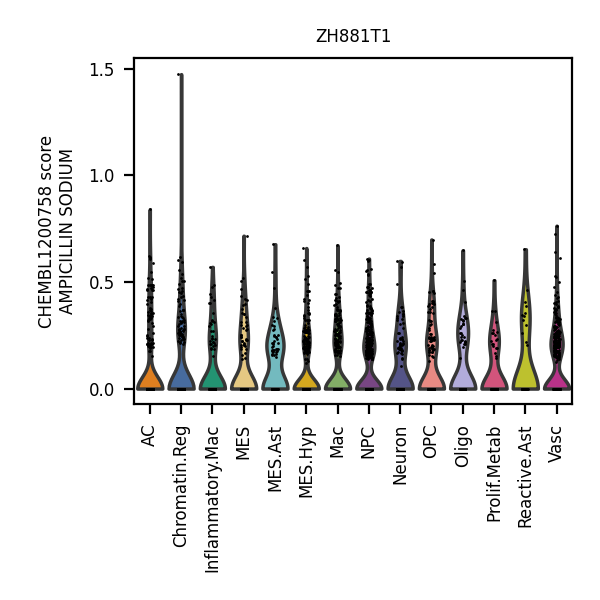 ZH881T1
CHEMBL1200758 score
AMPICILLIN SODIUM
1.5
1.0
0.5
0.0
AC
Chromatin.Reg
Inflammatory.Mac
MES
MES.Ast
MES.Hyp
Mac
NPC
Neuron
OPC
Oligo
Prolif.Metab
Reactive.Ast
Vasc